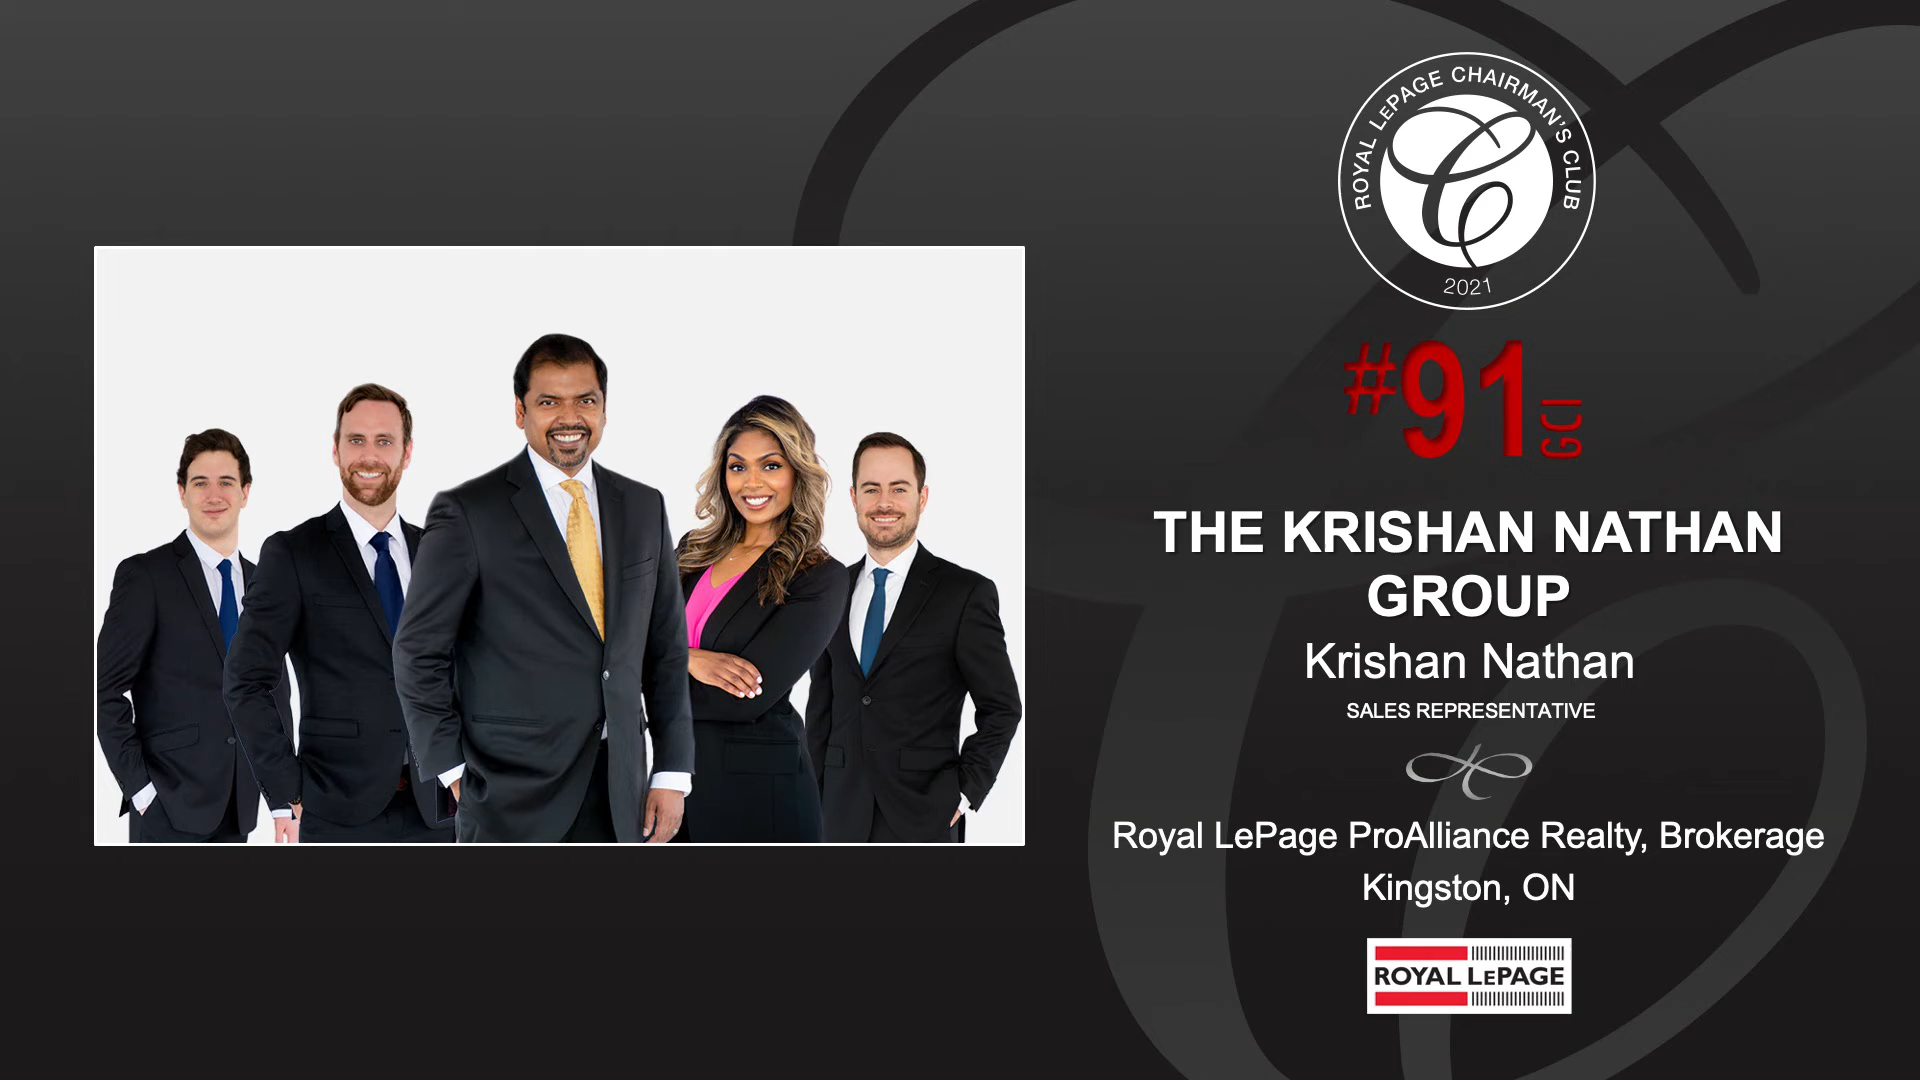 ROYAL LEPAGE CHAIRMAN'S CLUB
2021
#91 GCI
THE KRISHAN NATHAN
GROUP
Krishan Nathan
SALES REPRESENTATIVE
Royal LePage ProAlliance Realty, Brokerage
Kingston, ON
ROYAL LEPAGE